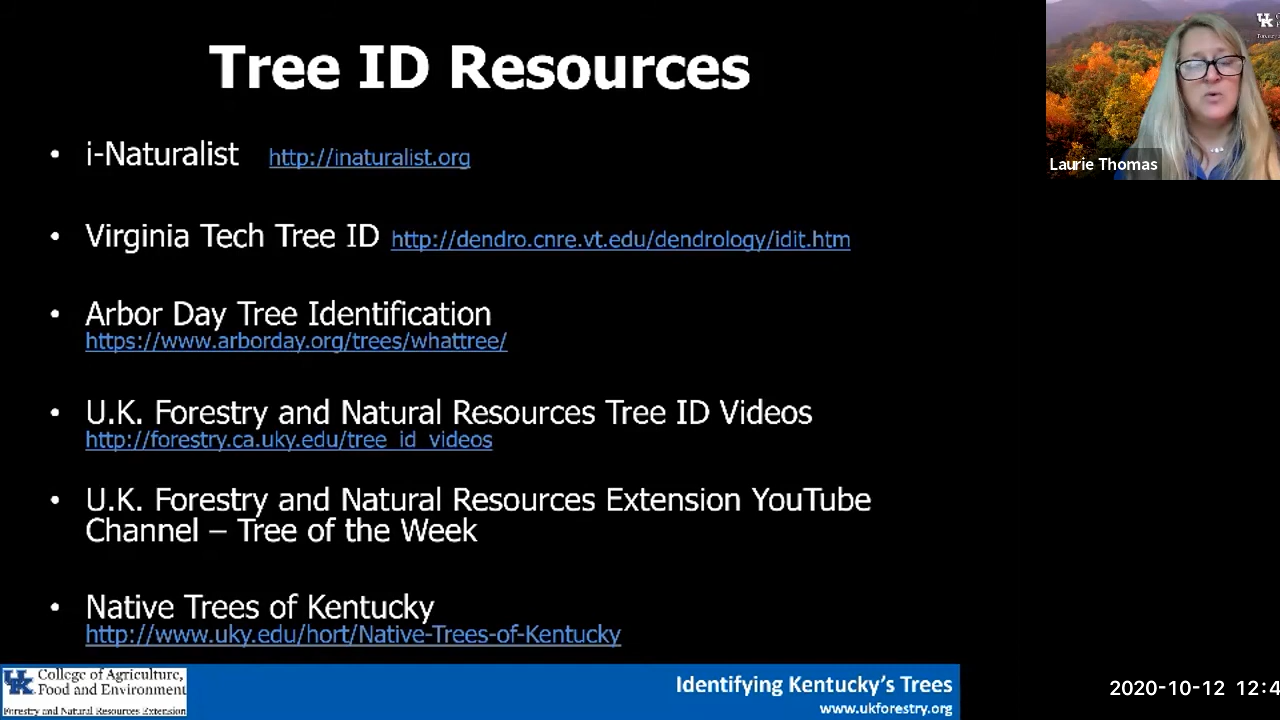 Tree ID Resources
• i-Naturalist http://inaturalist.org
• Virginia Tech Tree ID http://dendro.cnre.vt.edu/dendrology/idit.htm
• Arbor Day Tree Identification
https://www.arborday.org/trees/whattree/
• U.K. Forestry and Natural Resources Tree ID Videos
http://forestry.ca.uky.edu/tree_id_videos
• U.K. Forestry and Natural Resources Extension YouTube
Channel – Tree of the Week
• Native Trees of Kentucky
http://www.uky.edu/hort/Native-Trees-of-Kentucky
UK College of Agriculture,
Food and Environment
Forestry and Natural Resources Extension
Identifying Kentucky's Trees
www.ukforestry.org
UK
Laurie Thomas
2020-10-12 12:4